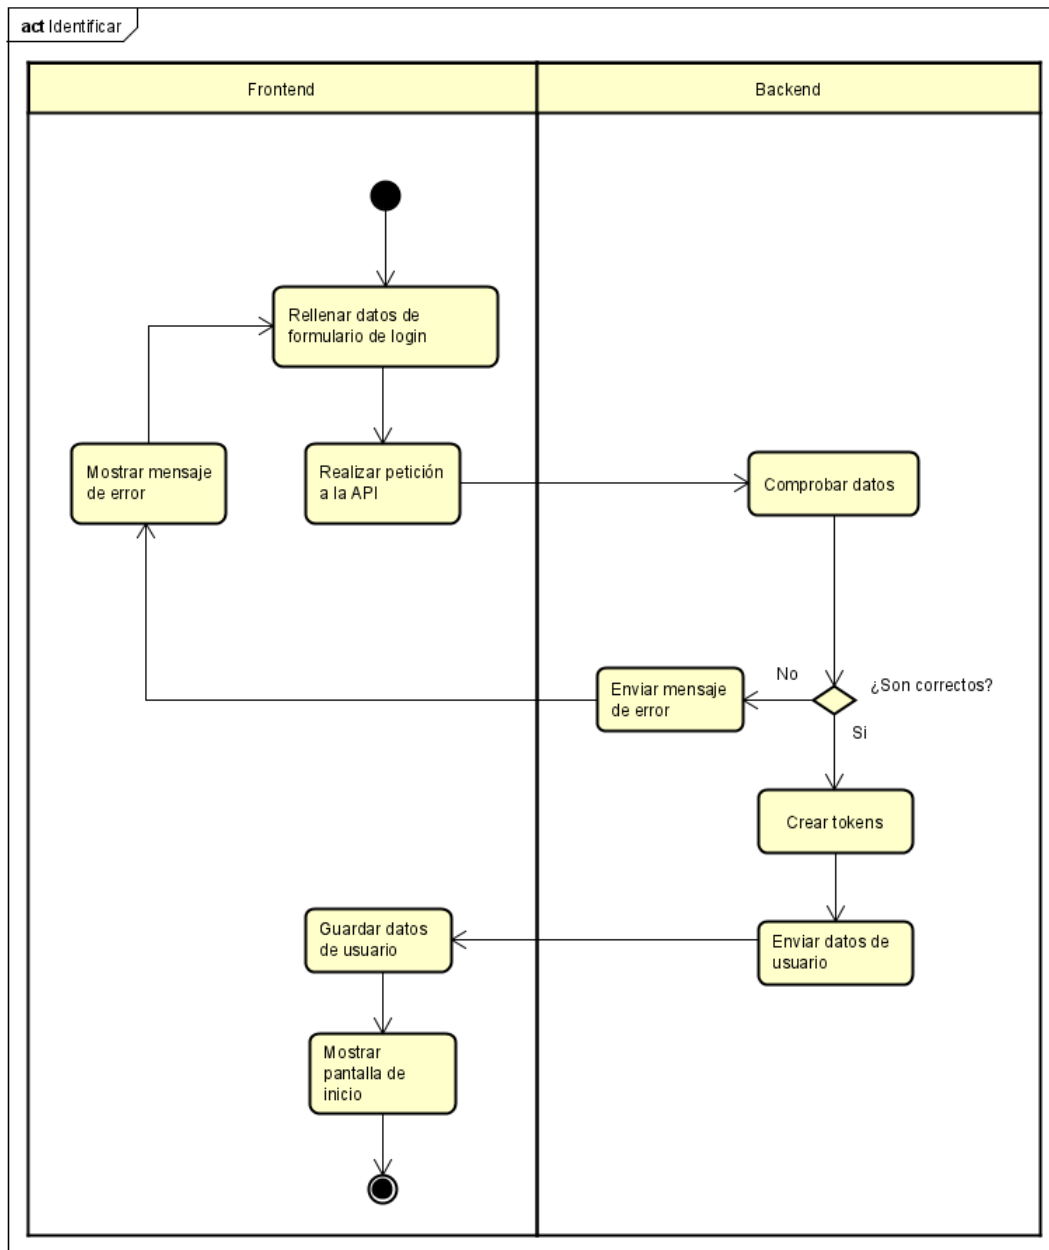 act Identificar
Frontend
Backend
Rellenar datos de
formulario de login
Mostrar mensaje
de error
Realizar petición
a la API
Comprobar datos
Enviar mensaje
de error
No
¿Son correctos?
Si
Crear tokens
Guardar datos
de usuario
Enviar datos de
usuario
Mostrar
pantalla de
inicio